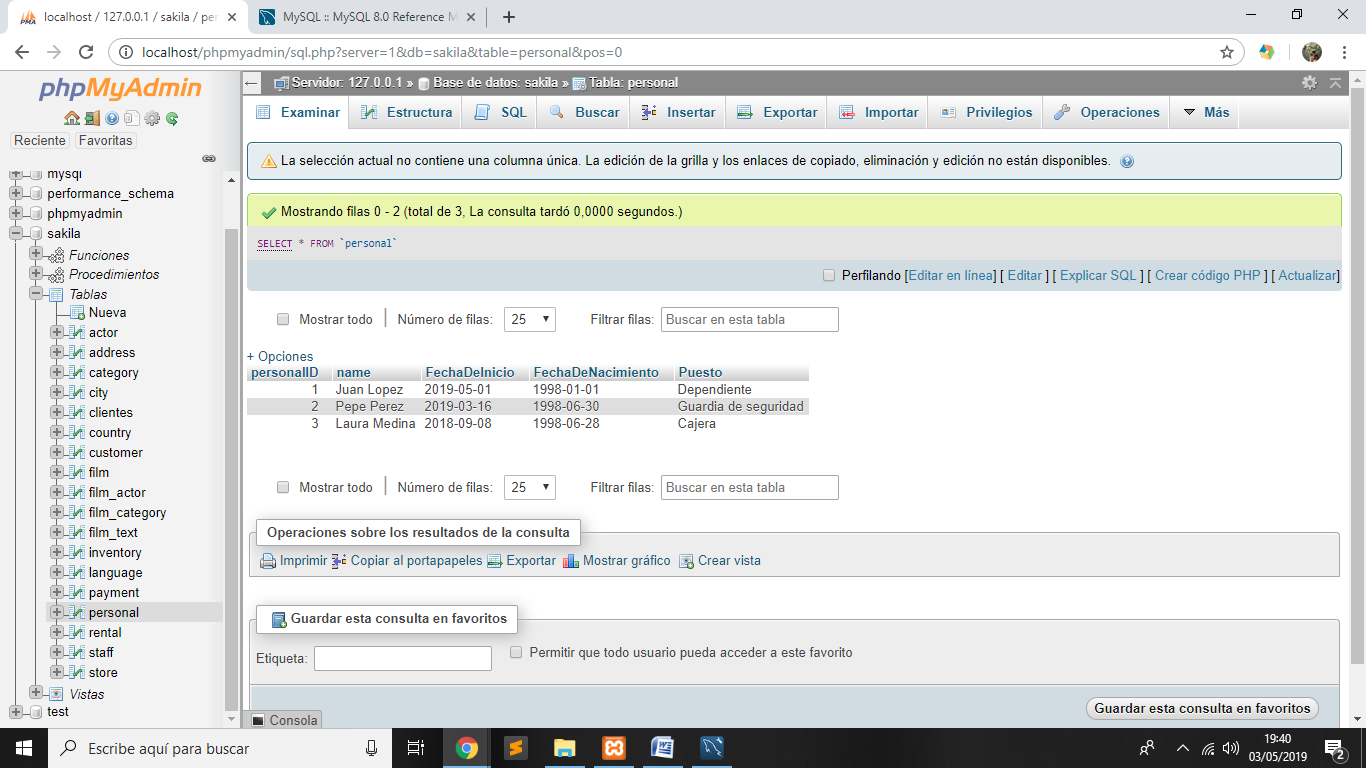 localhost / 127.0.0.1 / sakila / per
MySQL :: MySQL 8.0 Reference M
localhost/phpmyadmin/sql.php?server=1&db=sakila&table=personal&pos=0
phpMyAdmin
Reciente
Favoritas
mysql
performance_schema
phpmyadmin
sakila
Funciones
Procedimientos
Tablas
Nueva
actor
address
category
city
clientes
country
customer
film
film_actor
film_category
film_text
inventory
language
payment
personal
rental
staff
store
Vistas
test
Servidor: 127.0.0.1 » Base de datos: sakila » Tabla: personal
Examinar Estructura SQL Buscar Insertar Exportar Importar Privilegios Operaciones Más
La selección actual no contiene una columna única. La edición de la grilla y los enlaces de copiado, eliminación y edición no están disponibles.
Mostrando filas 0 - 2 (total de 3, La consulta tardó 0,0000 segundos.)
SELECT * FROM `personal`
Perfilando [Editar en línea] [ Editar ] [ Explicar SQL ] [ Crear código PHP ] [ Actualizar]
Mostrar todo | Número de filas: 25 Filtrar filas: Buscar en esta tabla
+ Opciones
personalID name FechaDeInicio FechaDeNacimiento Puesto
1 Juan Lopez 2019-05-01 1998-01-01 Dependiente
2 Pepe Perez 2019-03-16 1998-06-30 Guardia de seguridad
3 Laura Medina 2018-09-08 1998-06-28 Cajera
Mostrar todo | Número de filas: 25 Filtrar filas: Buscar en esta tabla
Operaciones sobre los resultados de la consulta
Imprimir Copiar al portapapeles Exportar Mostrar gráfico Crear vista
Guardar esta consulta en favoritos
Etiqueta: Permitir que todo usuario pueda acceder a este favorito
Guardar esta consulta en favoritos
Consola
Escribe aquí para buscar
19:40
03/05/2019
2